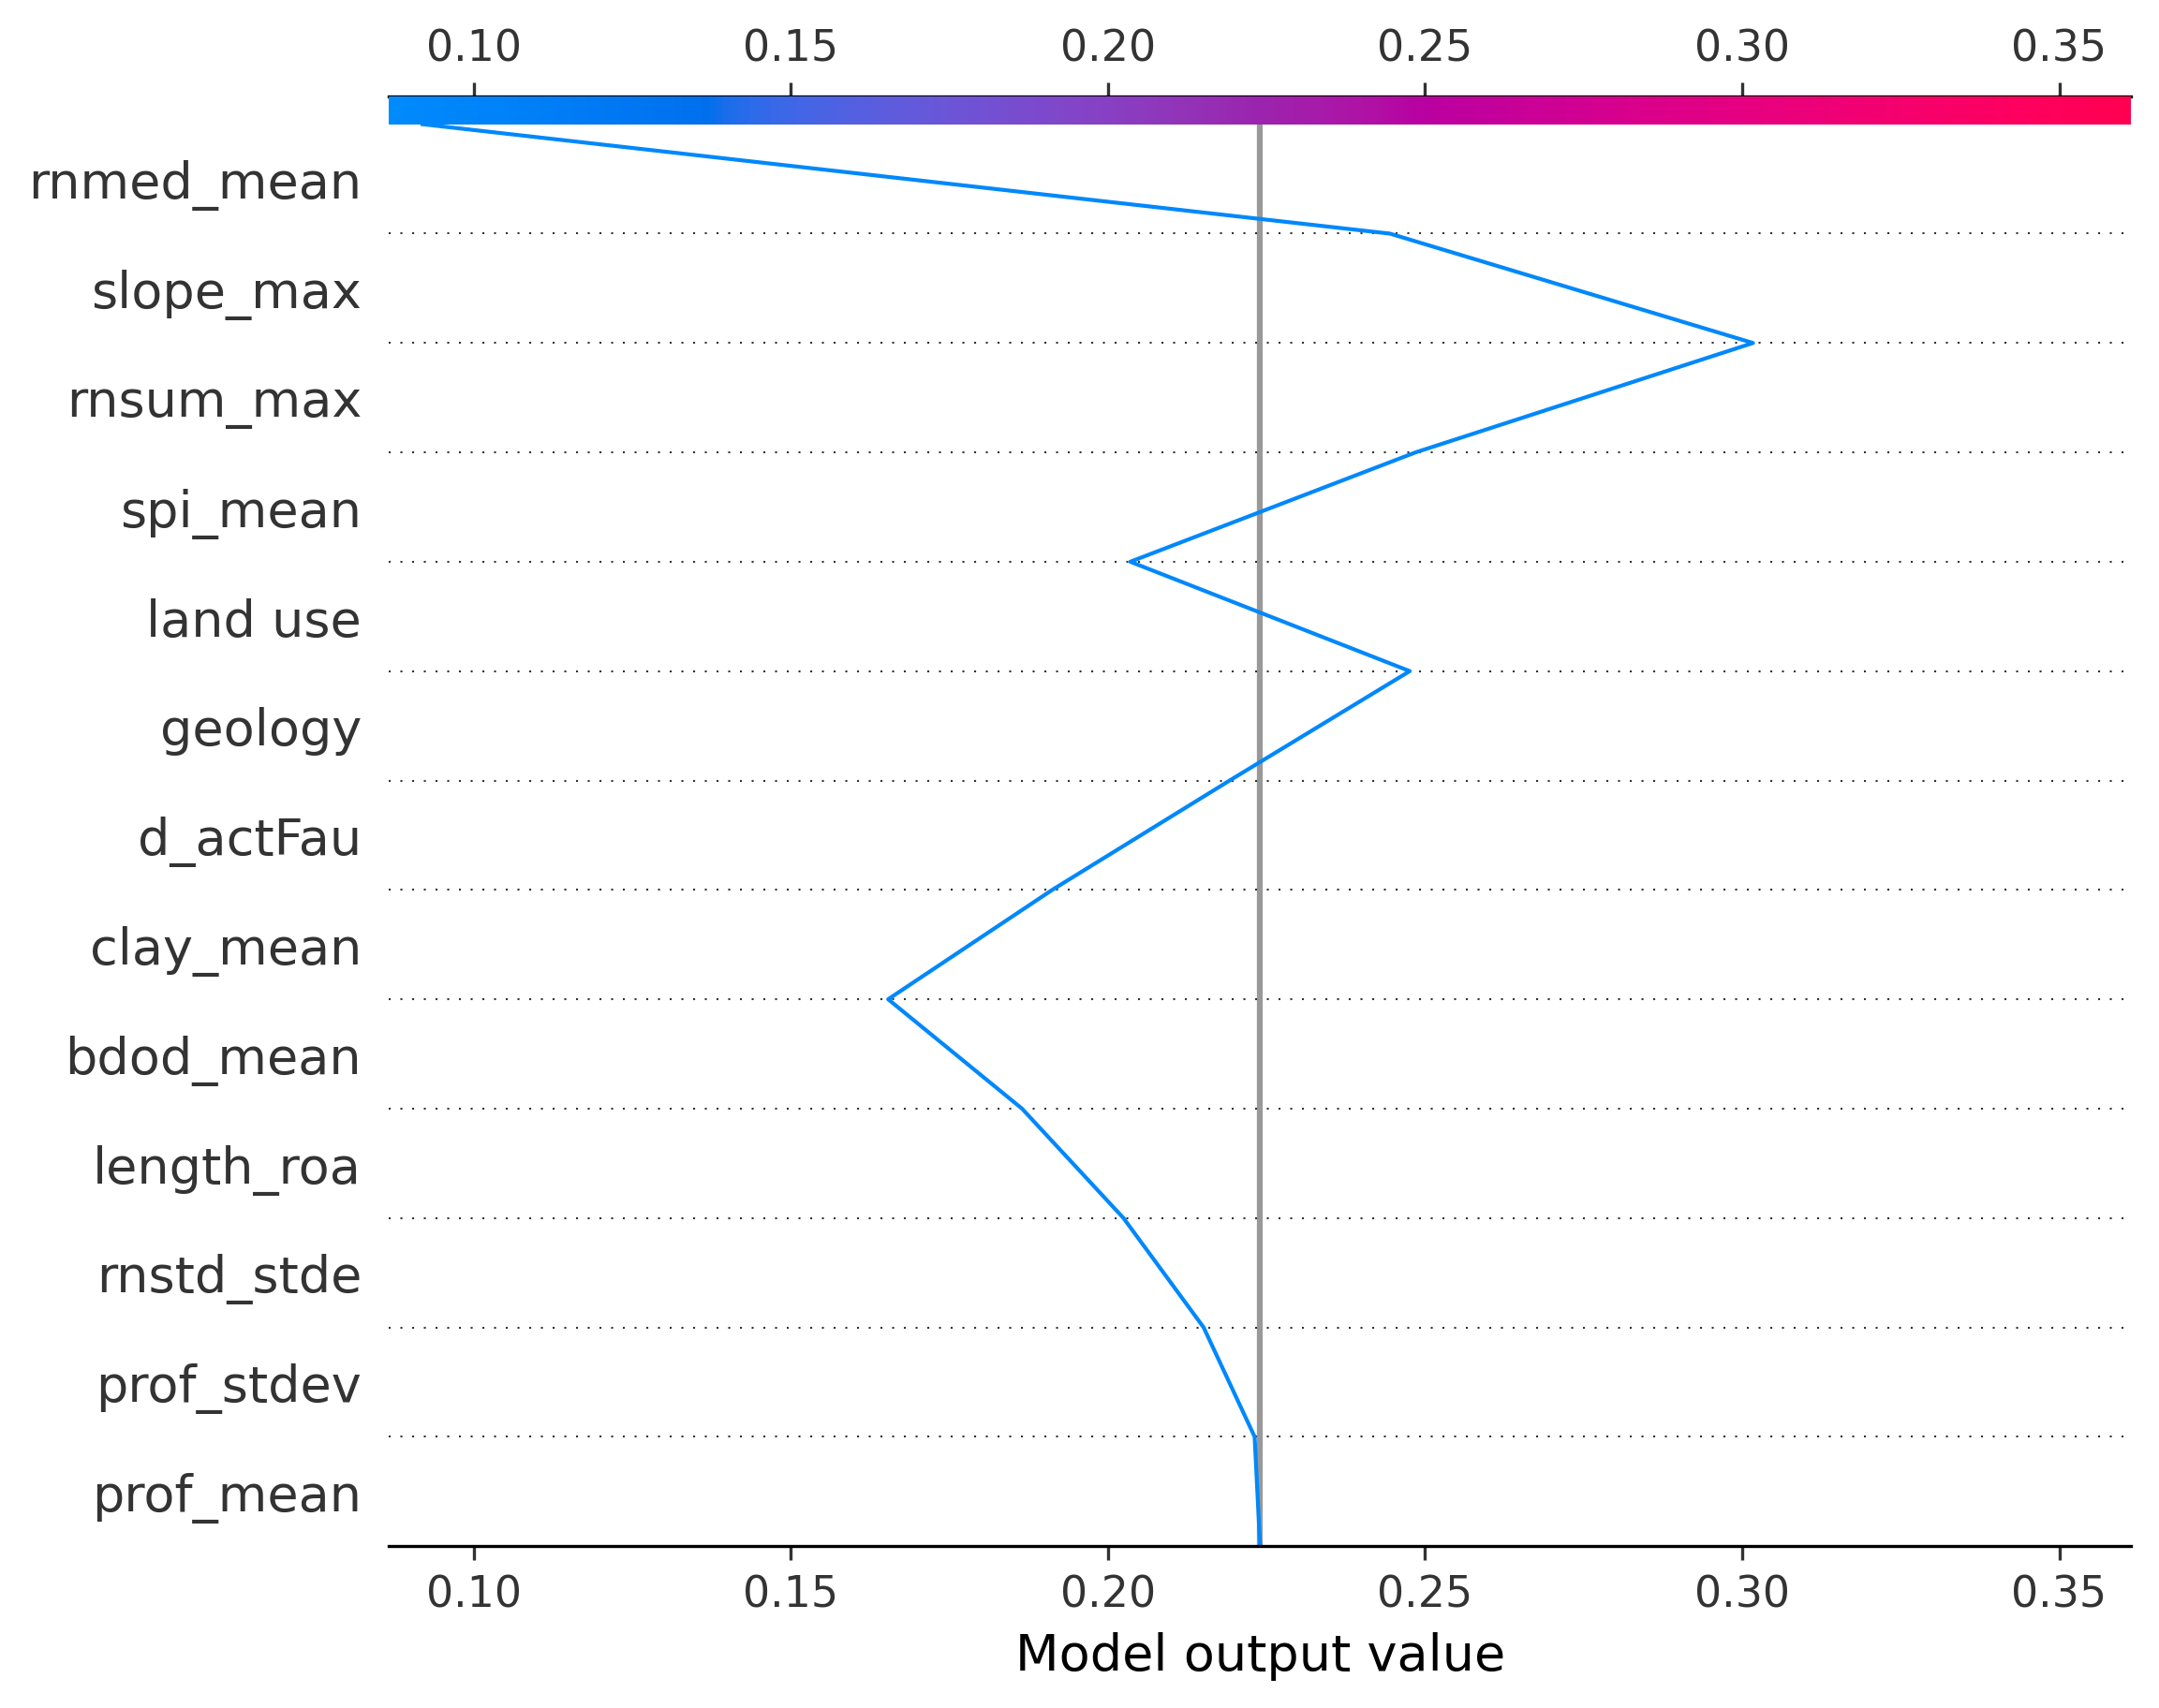 0.10 0.15 0.20 0.25 0.30 0.35
rnmed_mean
slope_max
rnsum_max
spi_mean
land use
geology
d_actFau
clay_mean
bdod_mean
length_roa
rnstd_stde
prof_stdev
prof_mean
0.10 0.15 0.20 0.25 0.30 0.35
Model output value